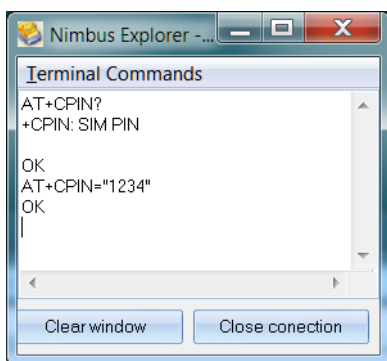 Nimbus Explorer -...
Terminal Commands
AT+CPIN?
+CPIN: SIM PIN
OK
AT+CPIN="1234"
OK
Clear window
Close conection